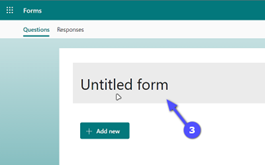 Forms
Questions Responses
Untitled form
+ Add new
3